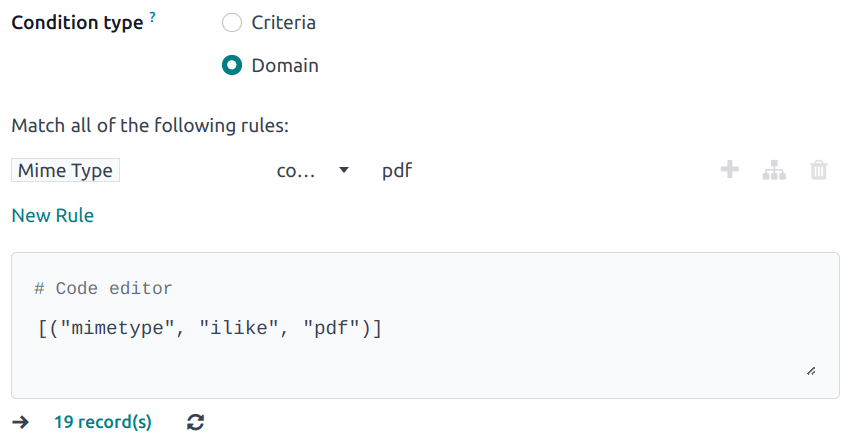 Condition type ? Criteria
Domain
Match all of the following rules:
Mime Type co... pdf
New Rule
# Code editor
[("mimetype", "ilike", "pdf")]
19 record(s)